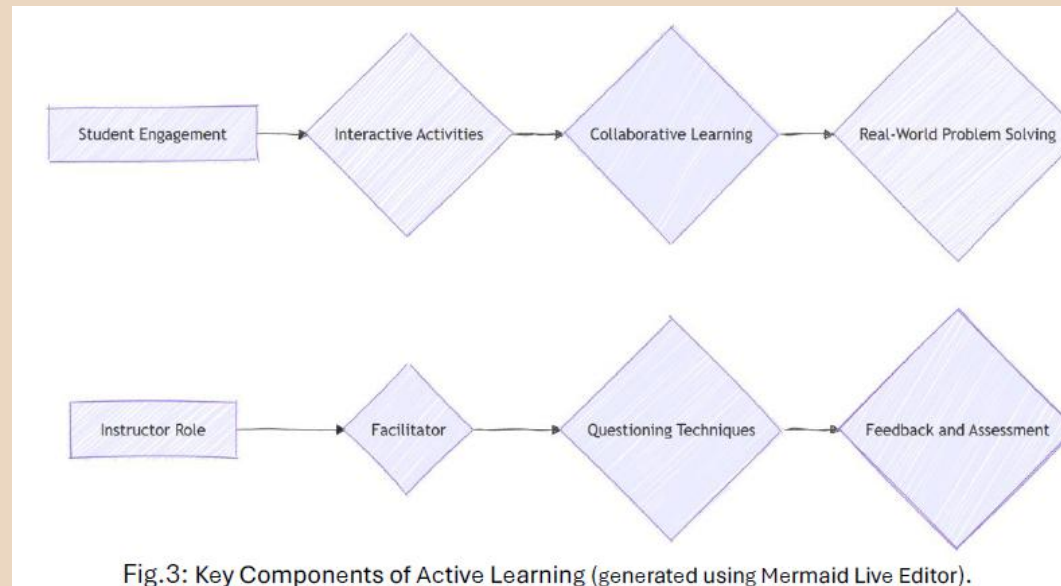 Student Engagement
Interactive Activities
Collaborative Learning
Real-World Problem Solving
Instructor Role
Facilitator
Questioning Techniques
Feedback and Assessment
Fig.3: Key Components of Active Learning (generated using Mermaid Live Editor).